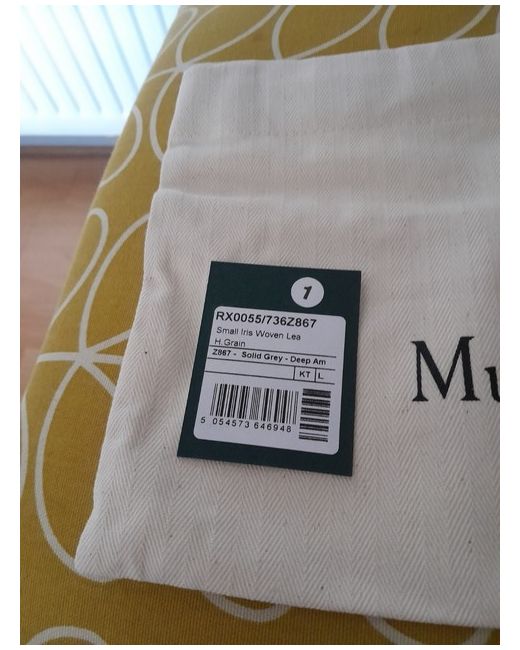 1
RX0055/736Z867
Small Iris Woven Lea
H.Grain
Z867 - Solid Grey - Deep Am
KT L
5 054573 646948
Mu